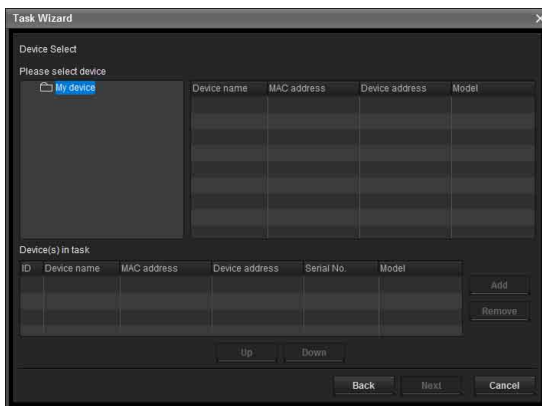 Task Wizard
Device Select
Please select device
My device
Device name MAC address Device address Model
Device(s) in task
ID Device name MAC address Device address Serial No. Model
Add
Remove
Up Down
Back Next Cancel